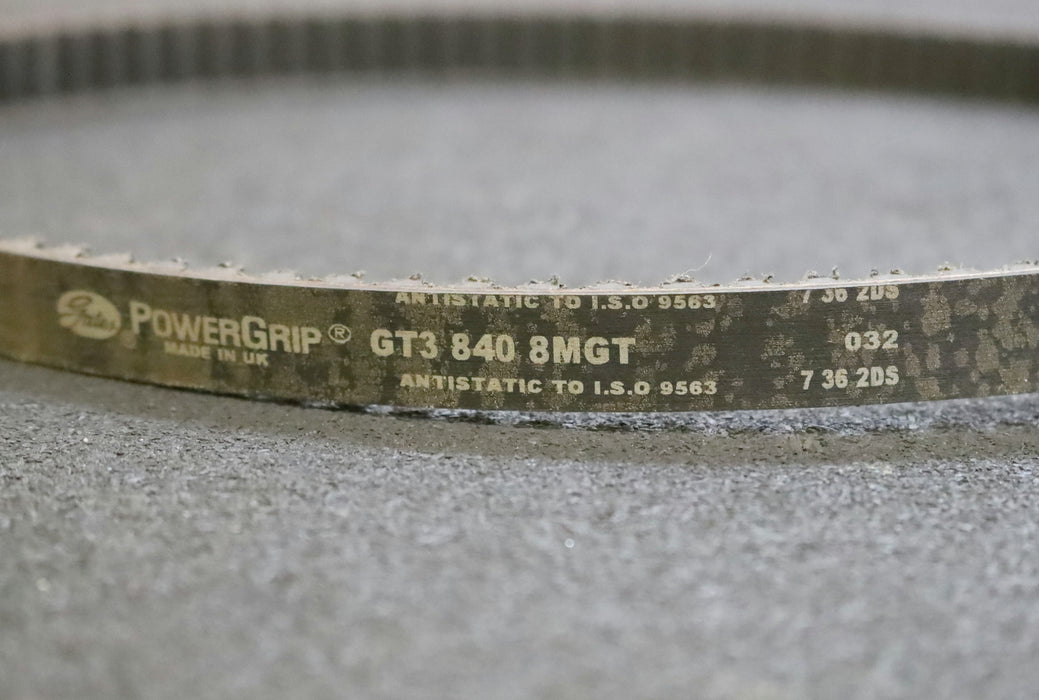 ANTISTATIC TO I.S.O 9563 7 36 2DS
Gates POWERGRIP® GT3 840 8MGT 032
MADE IN UK
ANTISTATIC TO I.S.O 9563 7 36 2DS